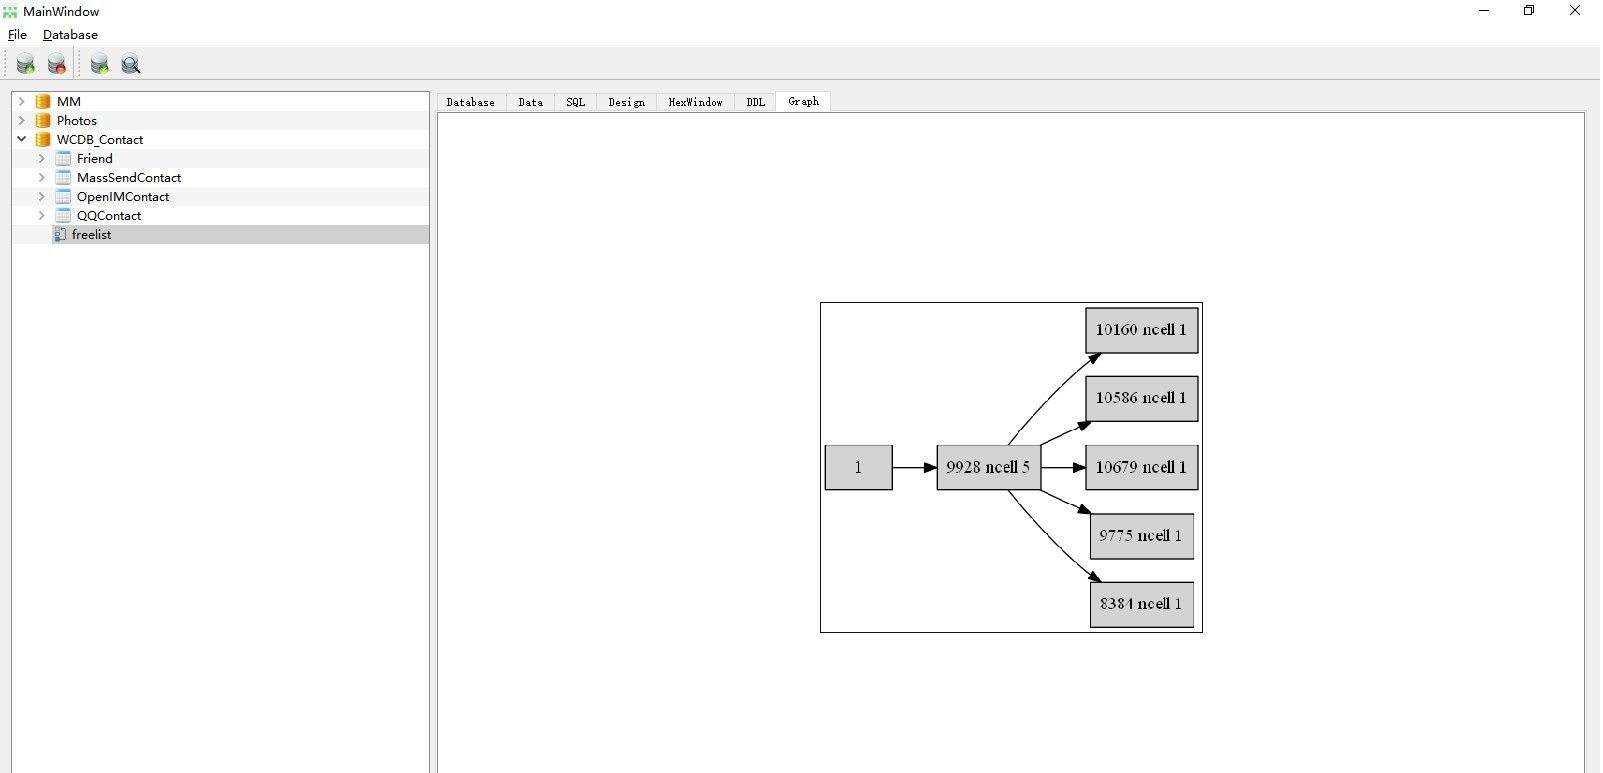 MainWindow
File Database
MM
Photos
WCDB_Contact
Friend
MassSendContact
OpenIMContact
QQContact
freelist
Database Data SQL Design HexWindow DDL Graph
10160 ncell 1
10586 ncell 1
1 9928 ncell 5 10679 ncell 1
9775 ncell 1
8384 ncell 1